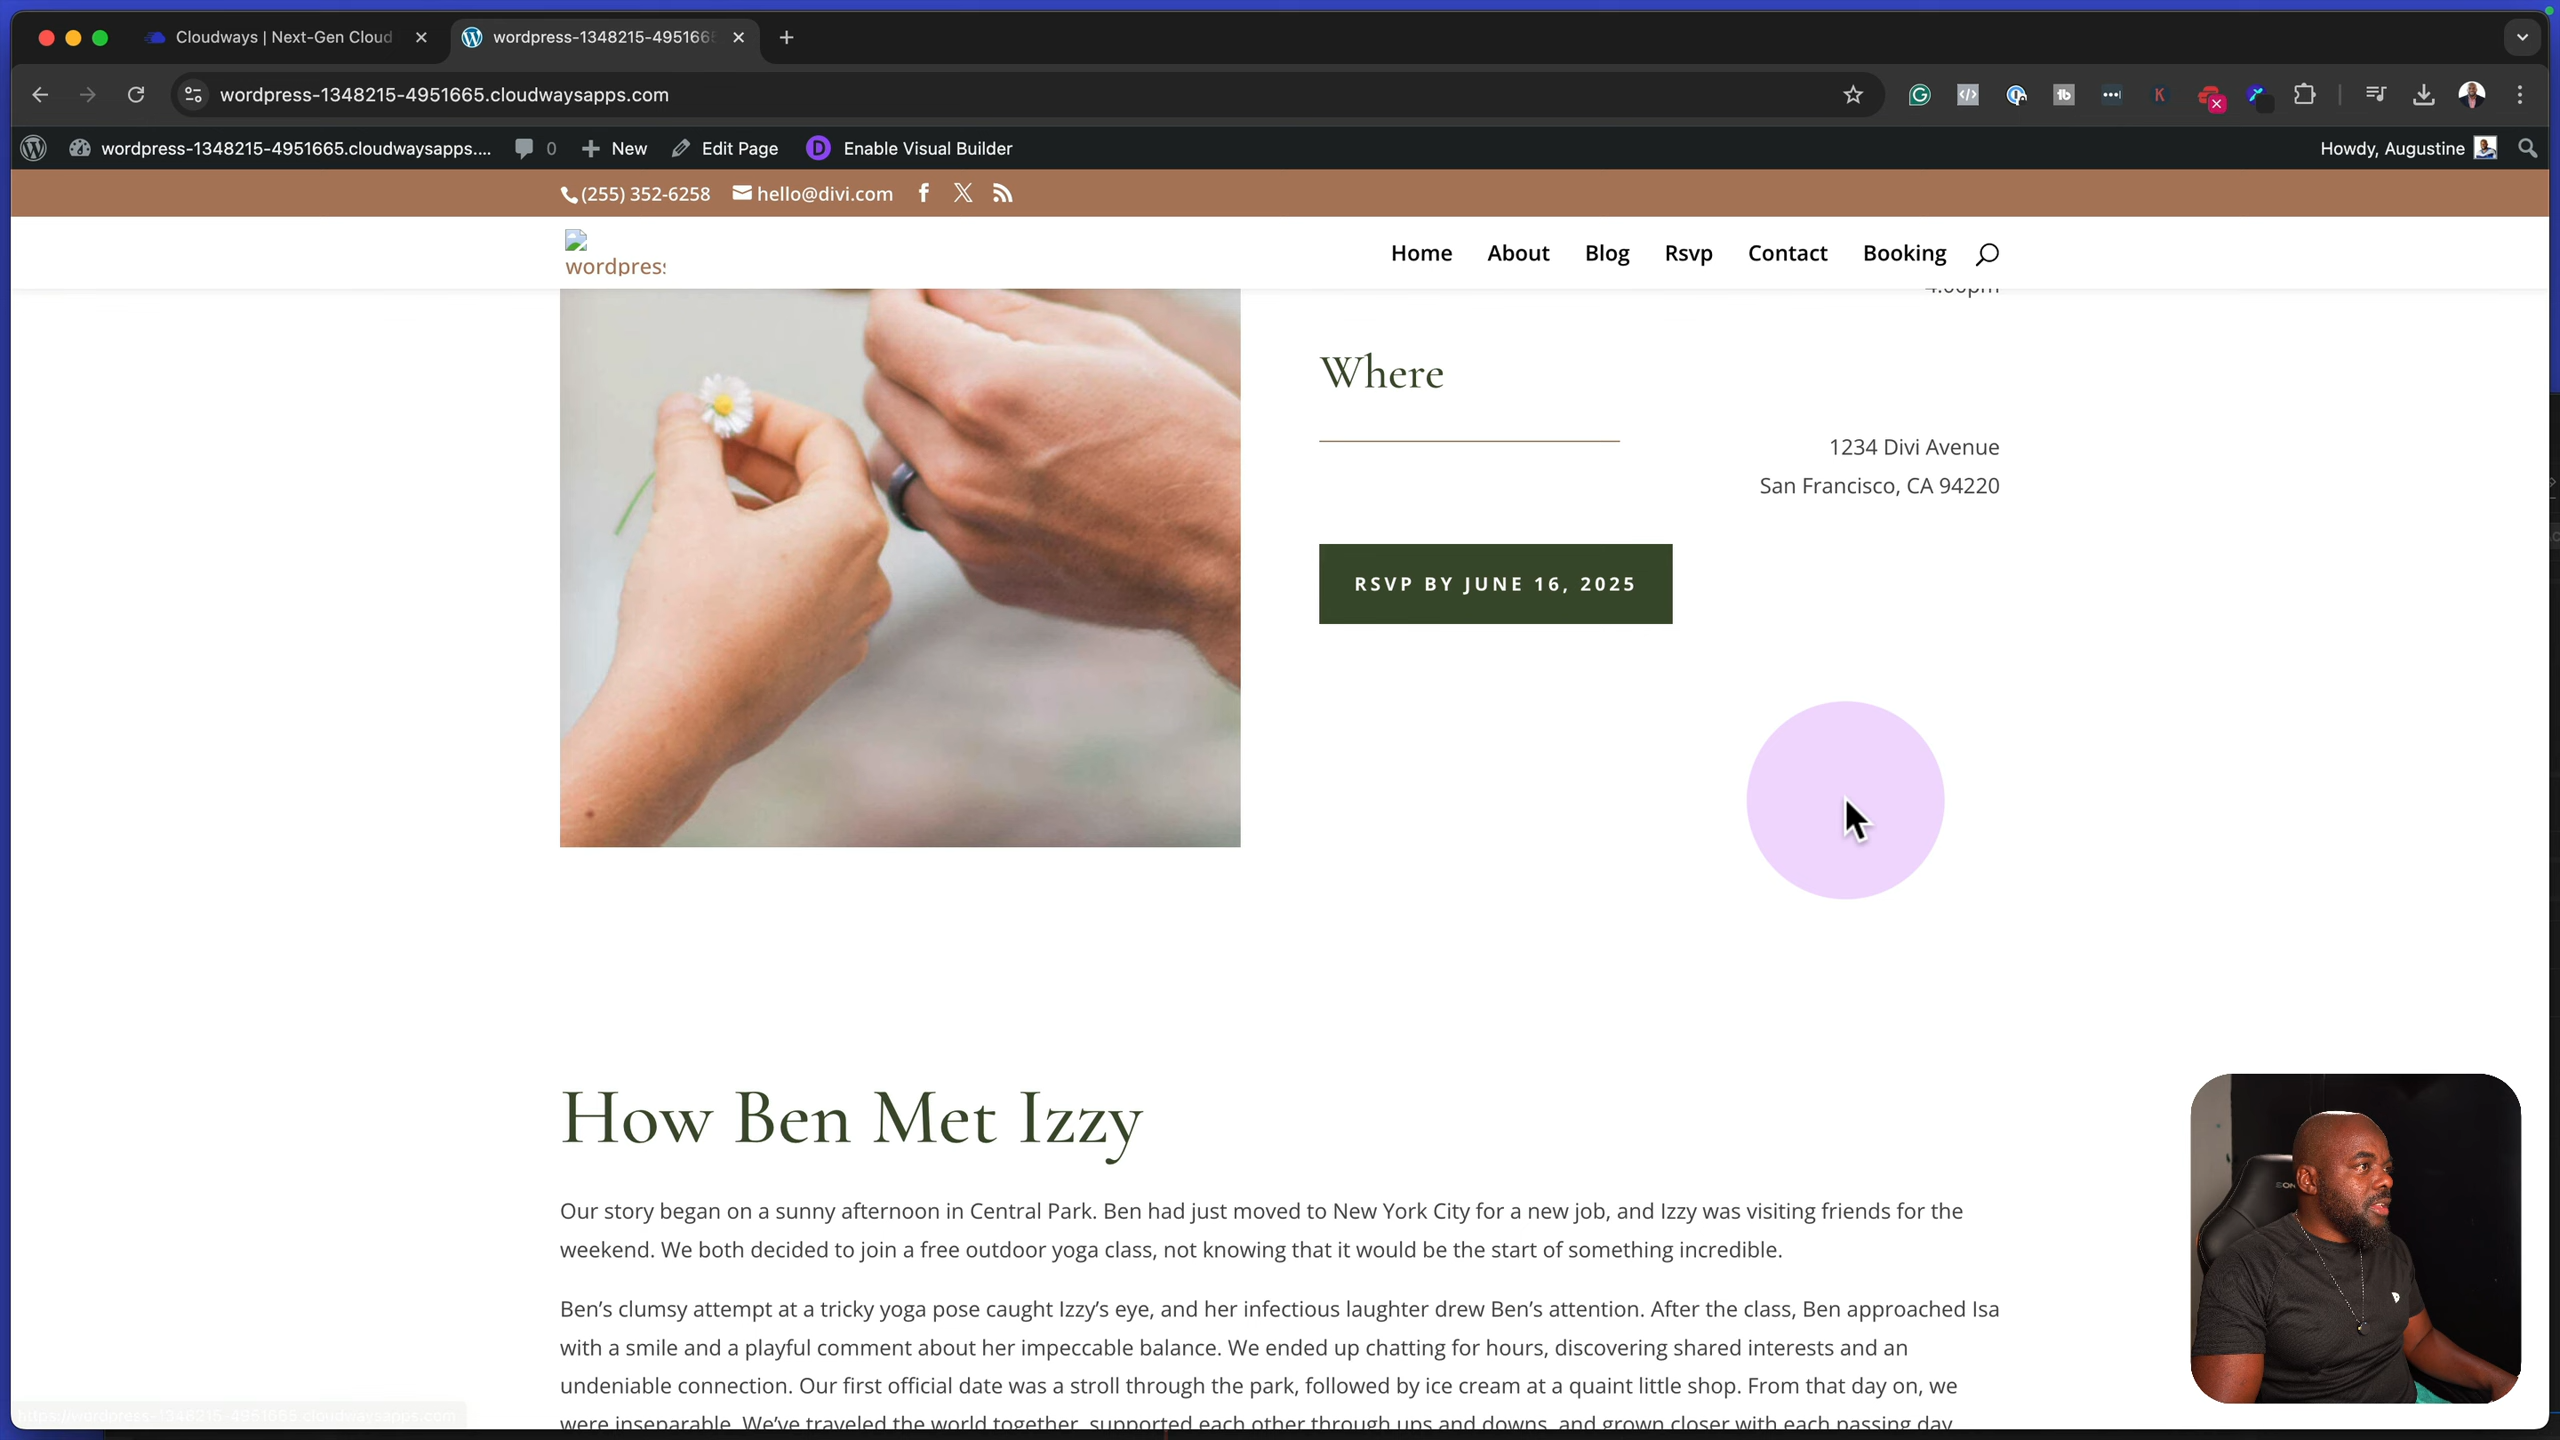 Cloudways | Next-Gen Cloud
wordpress-1348215-495166
wordpress-1348215-4951665.cloudwaysapps.com
wordpress-1348215-4951665.cloudwaysapps....
0
New
Edit Page
D
Enable Visual Builder
Howdy, Augustine
(255) 352-6258
hello@divi.com
wordpress
Home
About
Blog
Rsvp
Contact
Booking
4:00pm
Where
1234 Divi Avenue
San Francisco, CA 94220
RSVP BY JUNE 16, 2025
How Ben Met Izzy
Our story began on a sunny afternoon in Central Park. Ben had just moved to New York City for a new job, and Izzy was visiting friends for the
weekend. We both decided to join a free outdoor yoga class, not knowing that it would be the start of something incredible.
Ben’s clumsy attempt at a tricky yoga pose caught Izzy’s eye, and her infectious laughter drew Ben’s attention. After the class, Ben approached Isa
with a smile and a playful comment about her impeccable balance. We ended up chatting for hours, discovering shared interests and an
undeniable connection. Our first official date was a stroll through the park, followed by ice cream at a quaint little shop. From that day on, we
were inseparable. We’ve traveled the world together, supported each other through ups and downs, and grown closer with each passing day.
https://wordpress-1348215-4951665.cloudwaysapps.com